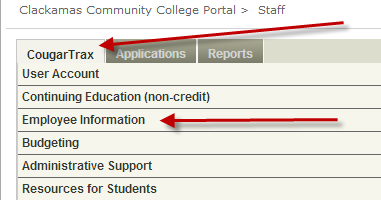 Clackamas Community College Portal > Staff
CougarTrax Applications Reports
User Account
Continuing Education (non-credit)
Employee Information
Budgeting
Administrative Support
Resources for Students